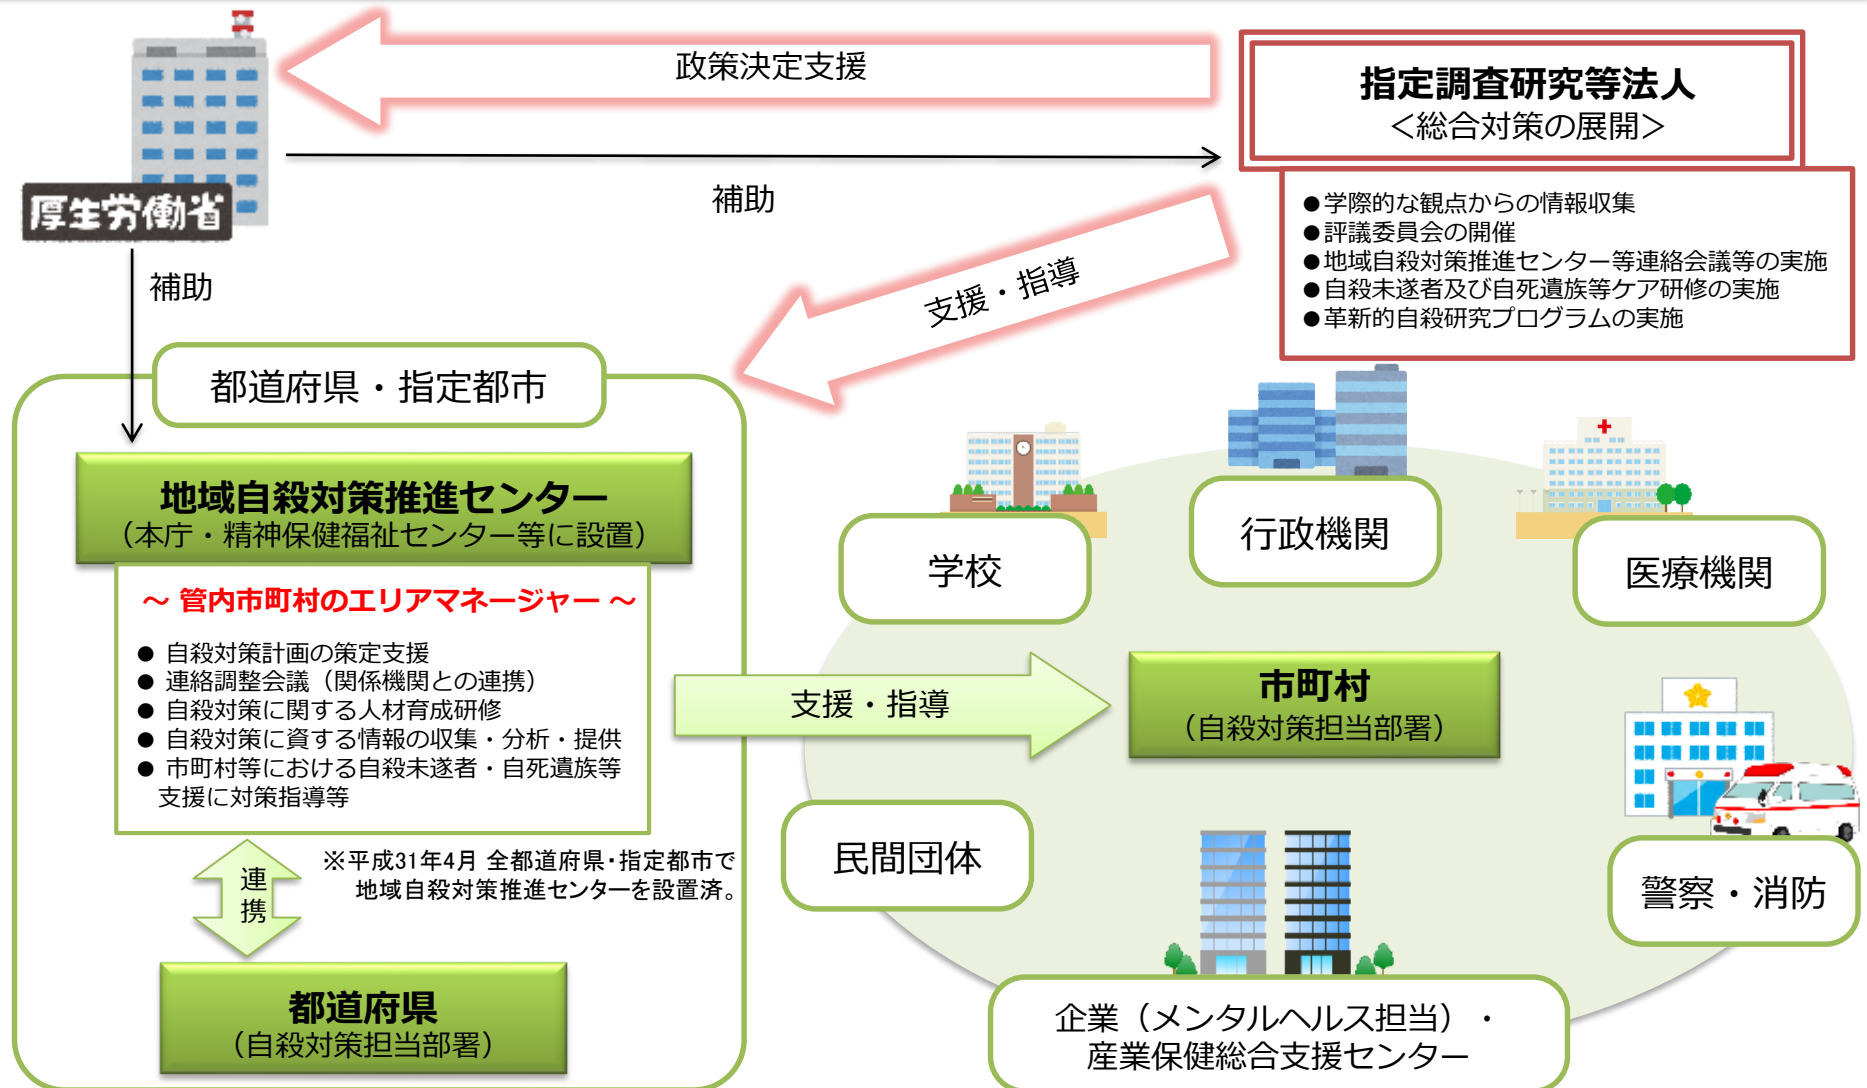 政策決定支援
指定調査研究等法人
＜総合対策の展開＞
厚生労働省
補助
●学際的な観点からの情報収集
●評議委員会の開催
●地域自殺対策推進センター等連絡会議等の実施
●自殺未遂者及び自死遺族等ケア研修の実施
●革新的自殺研究プログラムの実施
補助
支援・指導
都道府県・指定都市
地域自殺対策推進センター
（本庁・精神保健福祉センター等に設置）
～ 管内市町村のエリアマネージャー ～
● 自殺対策計画の策定支援
● 連絡調整会議（関係機関との連携）
● 自殺対策に関する人材育成研修
● 自殺対策に資する情報の収集・分析・提供
● 市町村等における自殺未遂者・自死遺族等
支援に対策指導等
連
携
※平成31年4月 全都道府県・指定都市で
地域自殺対策推進センターを設置済。
都道府県
（自殺対策担当部署）
支援・指導
学校
行政機関
医療機関
市町村
（自殺対策担当部署）
民間団体
警察・消防
企業（メンタルヘルス担当）・
産業保健総合支援センター